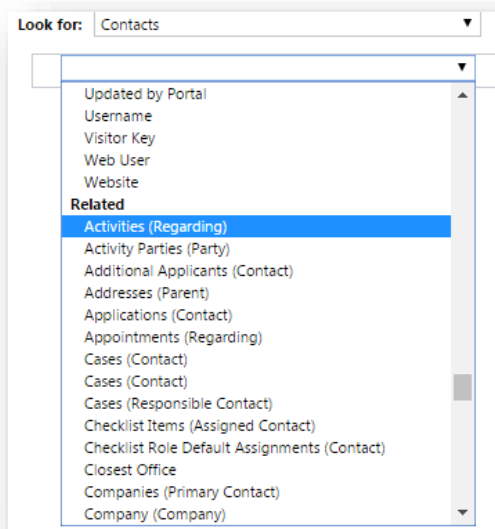 Look for: Contacts
Updated by Portal
Username
Visitor Key
Web User
Website
Related
Activities (Regarding)
Activity Parties (Party)
Additional Applicants (Contact)
Addresses (Parent)
Applications (Contact)
Appointments (Regarding)
Cases (Contact)
Cases (Contact)
Cases (Responsible Contact)
Checklist Items (Assigned Contact)
Checklist Role Default Assignments (Contact)
Closest Office
Companies (Primary Contact)
Company (Company)